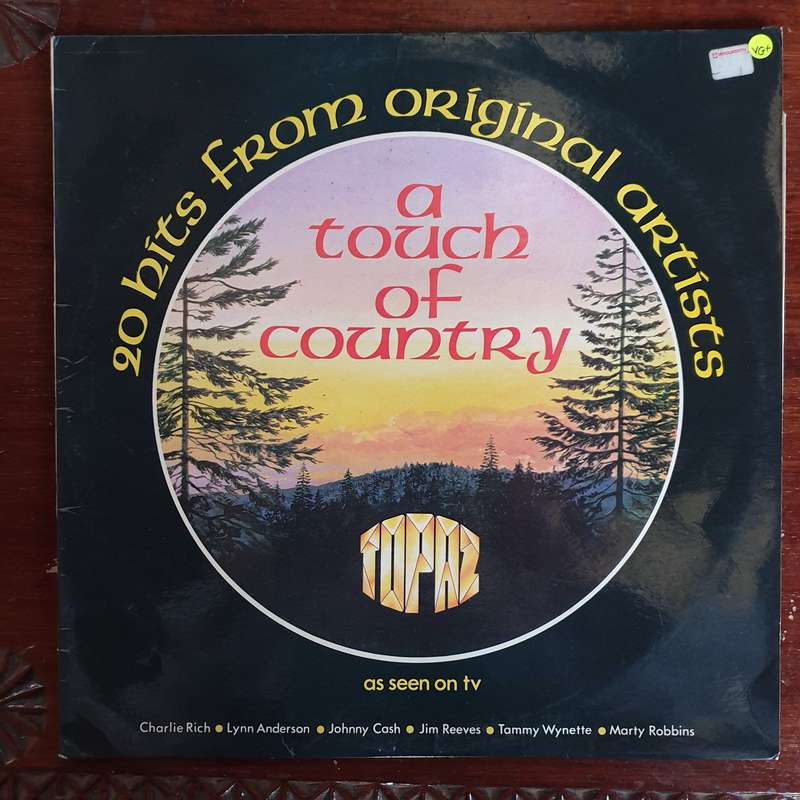 VG+
20 hits from original artists
a
touch
of
country
TOPAZ
as seen on tv
Charlie Rich • Lynn Anderson • Johnny Cash • Jim Reeves • Tammy Wynette • Marty Robbins